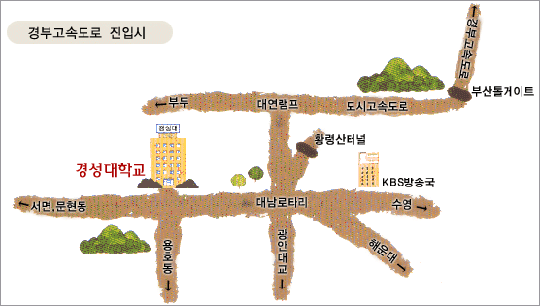 경부고속도로 진입시
경부고속도로
부산톨게이트
부두
대연램프
도시고속도로
경성대
황령산터널
경성대학교
KBS방송국
서면,문현동
대남로타리
수영
용호동
광안대교
해운대